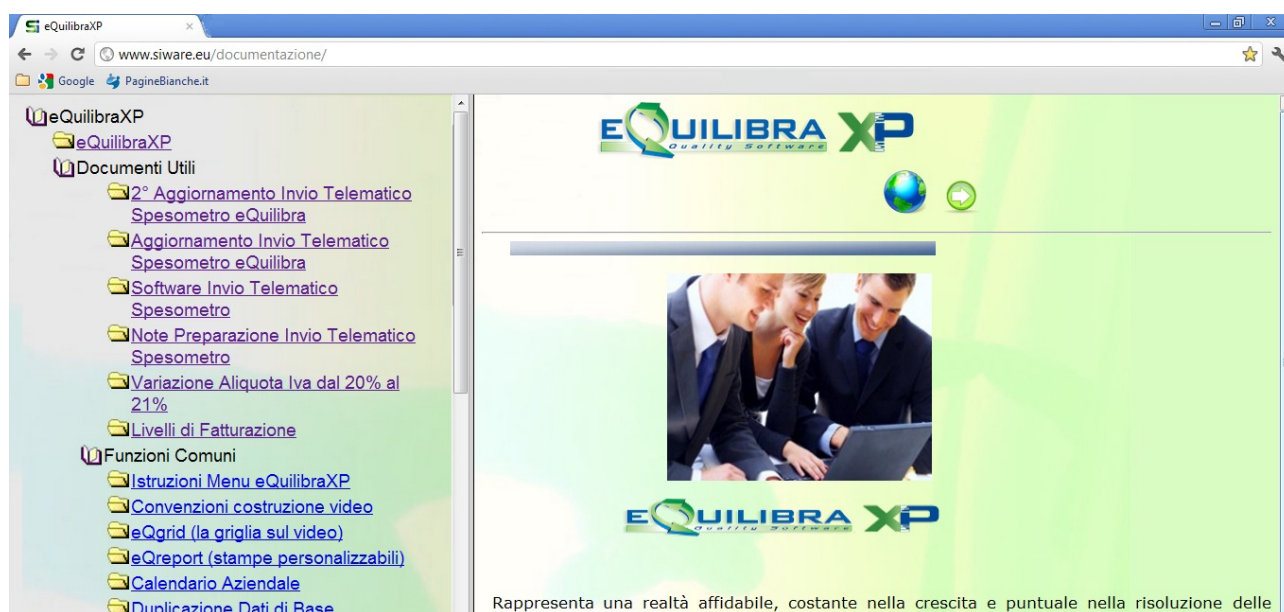 eQuilibraXP
www.siware.eu/documentazione/
Google PagineBianche.it
eQuilibraXP
eQuilibraXP
Documenti Utili
2° Aggiornamento Invio Telematico
Spesometro eQuilibra
Aggiornamento Invio Telematico
Spesometro eQuilibra
Software Invio Telematico
Spesometro
Note Preparazione Invio Telematico
Spesometro
Variazione Aliquota Iva dal 20% al
21%
Livelli di Fatturazione
Funzioni Comuni
Istruzioni Menu eQuilibraXP
Convenzioni costruzione video
eQgrid (la griglia sul video)
eQreport (stampe personalizzabili)
Calendario Aziendale
Duplicazione Dati di Base
EQUILIBRA XP
Quality Software
EQUILIBRA XP
Quality Software
Rappresenta una realtà affidabile, costante nella crescita e puntuale nella risoluzione delle